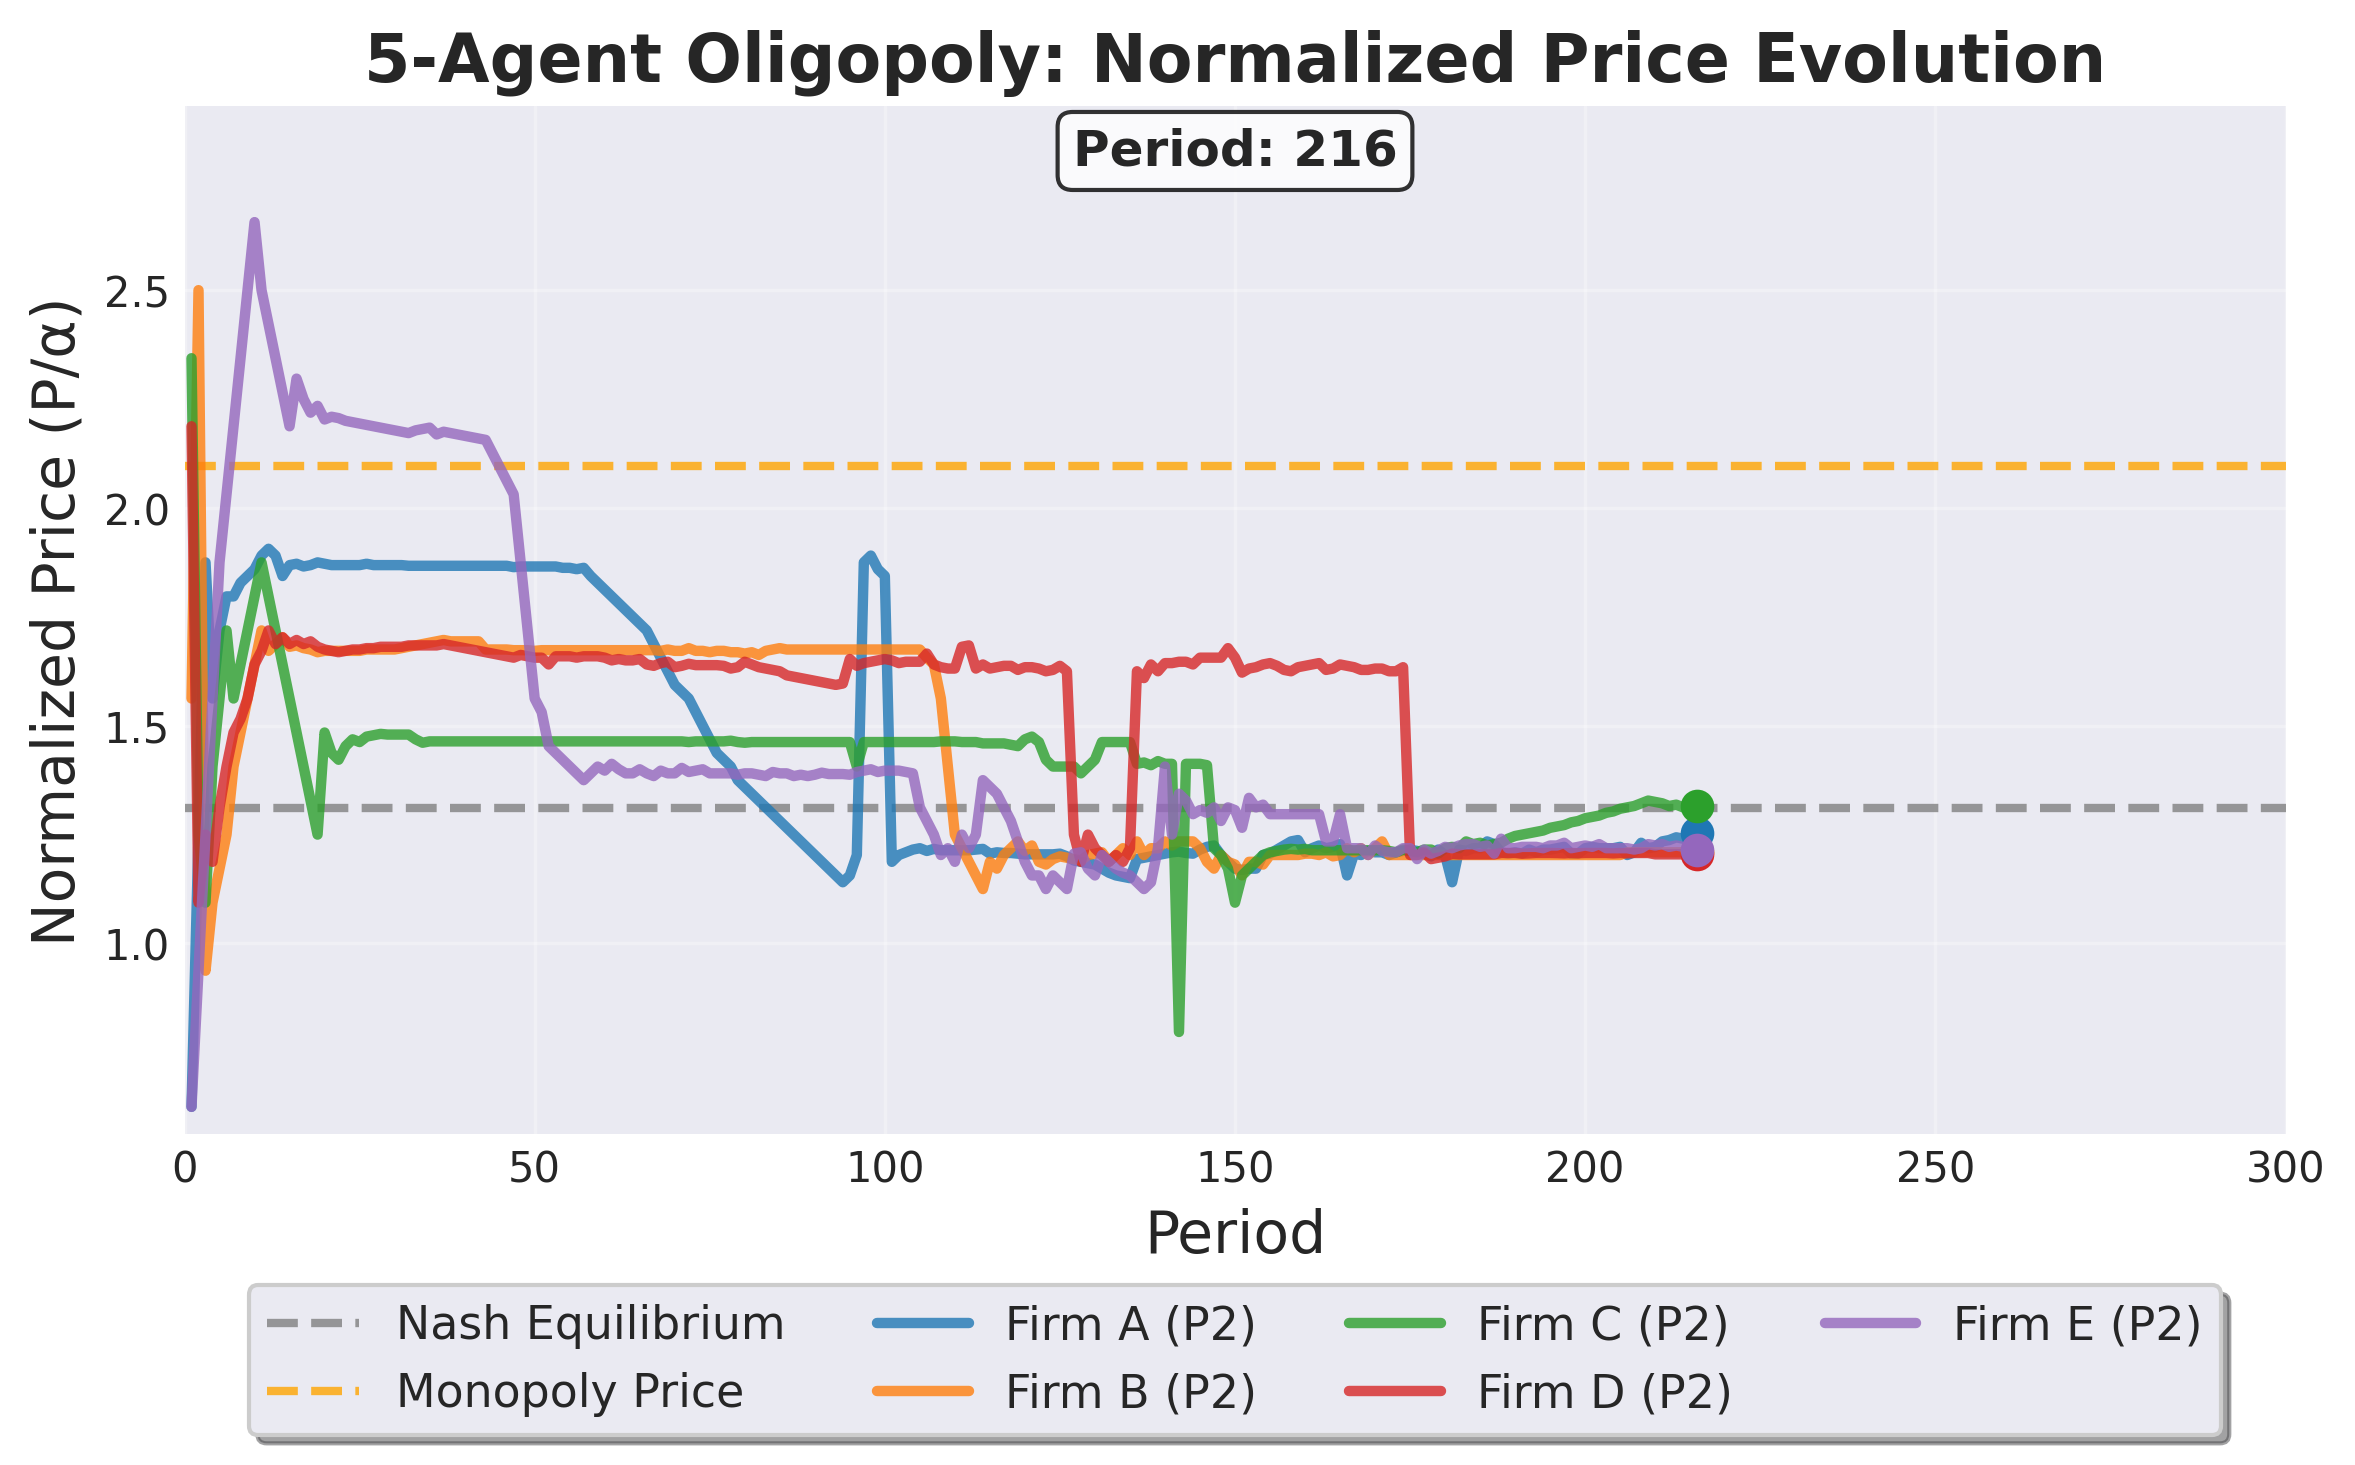 5-Agent Oligopoly: Normalized Price Evolution
Period: 216
Normalized Price (P/α)
2.5
2.0
1.5
1.0
0 50 100 150 200 250 300
Period
Nash Equilibrium
Monopoly Price
Firm A (P2)
Firm B (P2)
Firm C (P2)
Firm D (P2)
Firm E (P2)